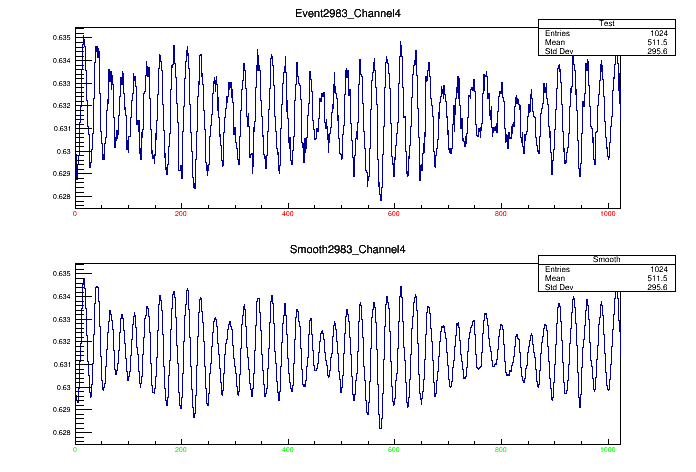 Event2983_Channel4
Test
Entries 1024
Mean 511.5
Std Dev 295.6
0.635
0.634
0.633
0.632
0.631
0.63
0.629
0.628
0 200 400 600 800 1000
Smooth2983_Channel4
Smooth
Entries 1024
Mean 511.5
Std Dev 295.6
0.635
0.634
0.633
0.632
0.631
0.63
0.629
0.628
0 200 400 600 800 1000